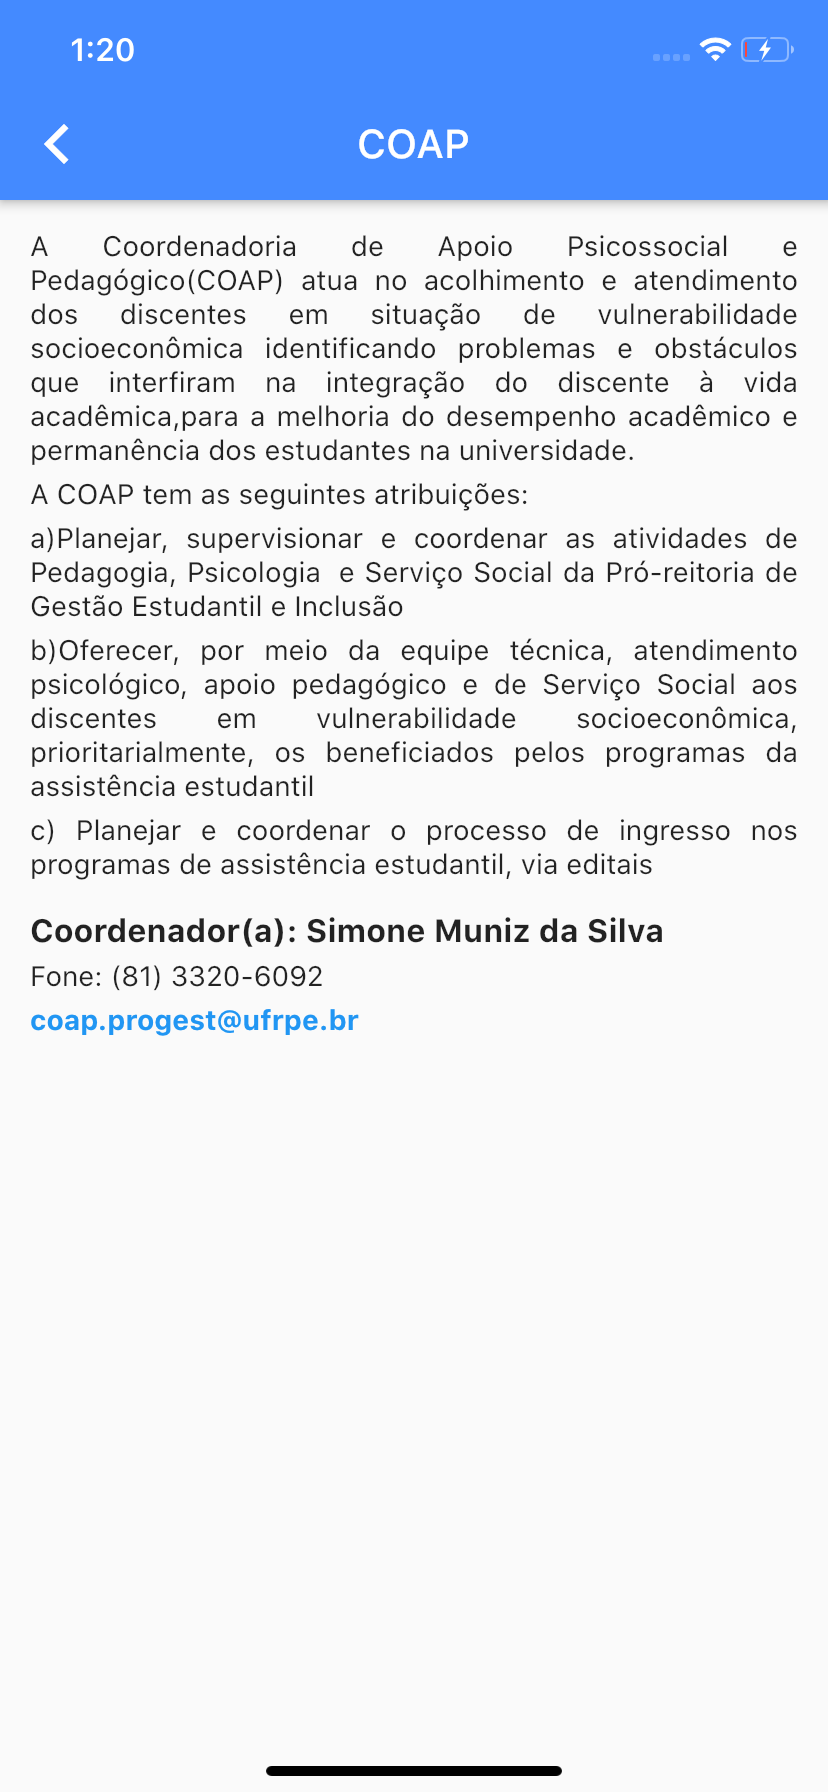 1:20
COAP
A Coordenadoria de Apoio Psicossocial e
Pedagógico(COAP) atua no acolhimento e atendimento
dos discentes em situação de vulnerabilidade
socioeconômica identificando problemas e obstáculos
que interfiram na integração do discente à vida
acadêmica,para a melhoria do desempenho acadêmico e
permanência dos estudantes na universidade.
A COAP tem as seguintes atribuições:
a)Planejar, supervisionar e coordenar as atividades de
Pedagogia, Psicologia  e Serviço Social da Pró-reitoria de
Gestão Estudantil e Inclusão
b)Oferecer, por meio da equipe técnica, atendimento
psicológico, apoio pedagógico e de Serviço Social aos
discentes em vulnerabilidade socioeconômica,
prioritarialmente, os beneficiados pelos programas da
assistência estudantil
c) Planejar e coordenar o processo de ingresso nos
programas de assistência estudantil, via editais
Coordenador(a): Simone Muniz da Silva
Fone: (81) 3320-6092
coap.progest@ufrpe.br